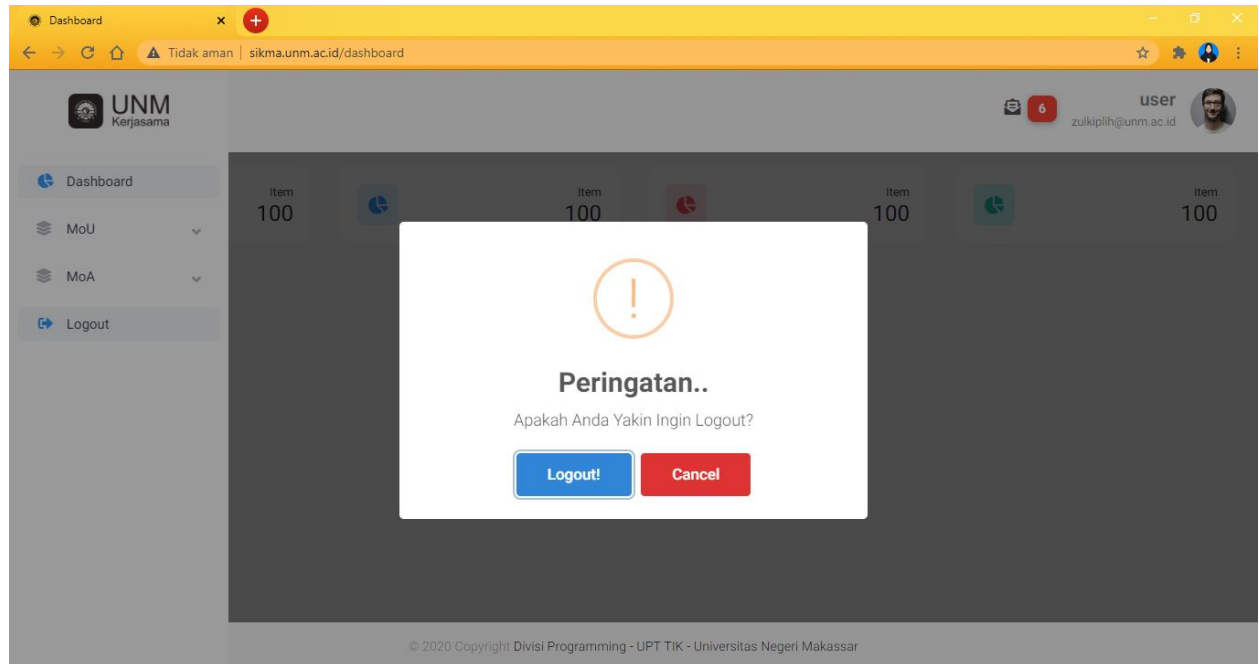 Dashboard
Tidak aman | sikma.unm.ac.id/dashboard
UNM
Kerjasama
6
user
zulkiplih@unm.ac.id
Dashboard
MoU
MoA
Logout
Item
100
Item
100
Item
100
Item
100
Peringatan..
Apakah Anda Yakin Ingin Logout?
Logout!
Cancel
© 2020 Copyright Divisi Programming - UPT TIK - Universitas Negeri Makassar